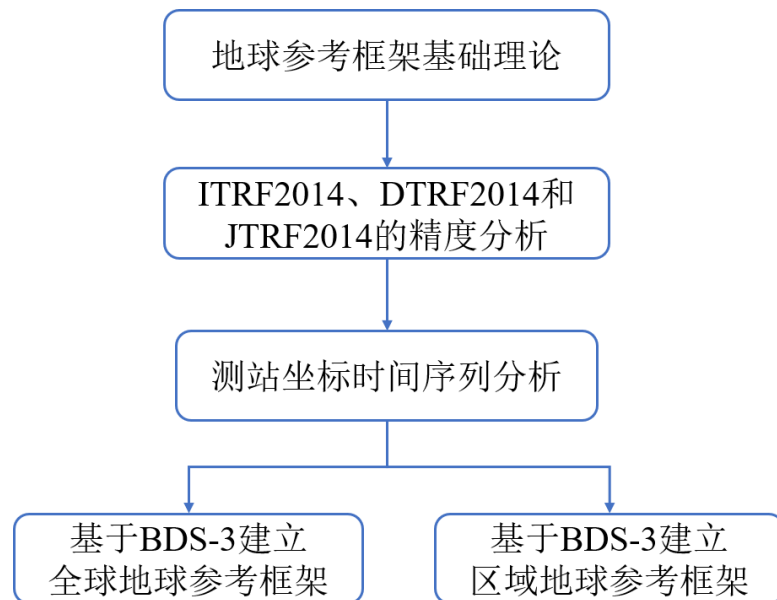 地球参考框架基础理论
ITRF2014、DTRF2014和
JTRF2014的精度分析
测站坐标时间序列分析
基于BDS-3建立
全球地球参考框架
基于BDS-3建立
区域地球参考框架